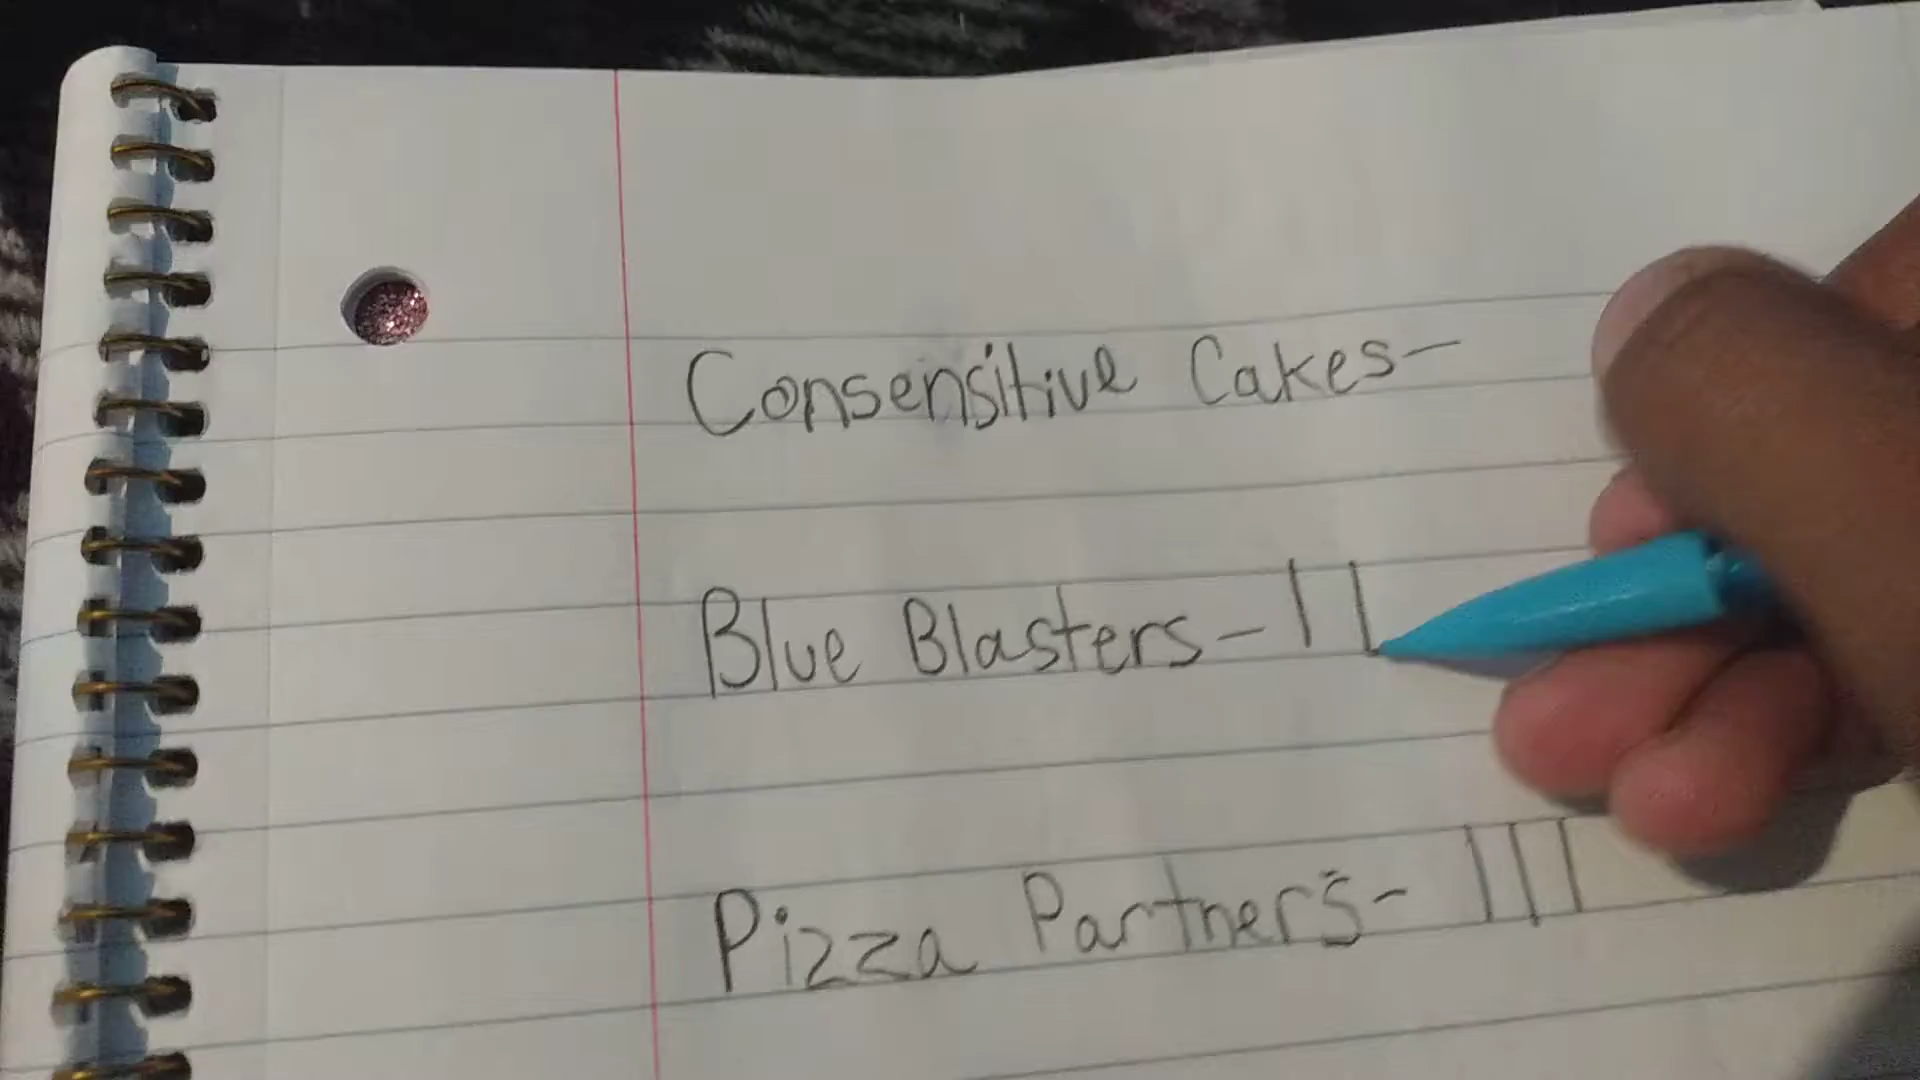 Consensitive Cakes-
Blue Blasters- ||
Pizza Partners- |||